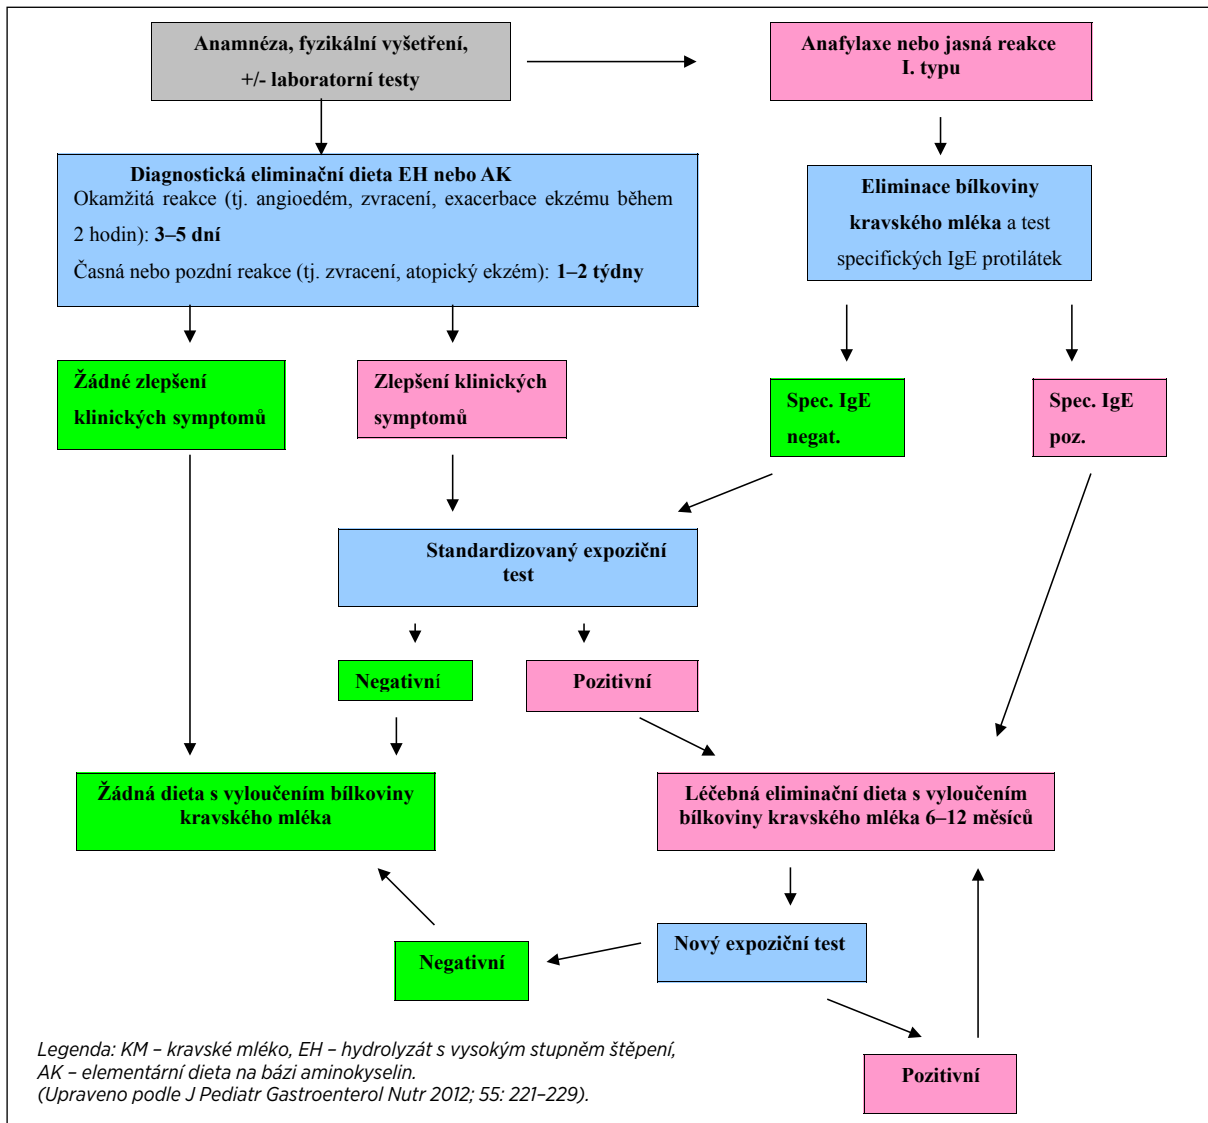 Anamnéza, fyzikální vyšetření,
+/- laboratorní testy
Anafylaxe nebo jasná reakce
I. typu
Diagnostická eliminační dieta EH nebo AK
Okamžitá reakce (tj. angioedém, zvracení, exacerbace ekzému během
2 hodin): 3–5 dní
Časná nebo pozdní reakce (tj. zvracení, atopický ekzém): 1–2 týdny
Eliminace bílkoviny
kravského mléka a test
specifických IgE protilátek
Žádné zlepšení
klinických symptomů
Zlepšení klinických
symptomů
Spec. IgE
negat.
Spec. IgE
poz.
Standardizovaný expoziční
test
Negativní
Pozitivní
Žádná dieta s vyloučením bílkoviny
kravského mléka
Léčebná eliminační dieta s vyloučením
bílkoviny kravského mléka 6–12 měsíců
Nový expoziční test
Negativní
Pozitivní
Legenda: KM – kravské mléko, EH – hydrolyzát s vysokým stupněm štěpení,
AK – elementární dieta na bázi aminokyselin.
(Upraveno podle J Pediatr Gastroenterol Nutr 2012; 55: 221–229).